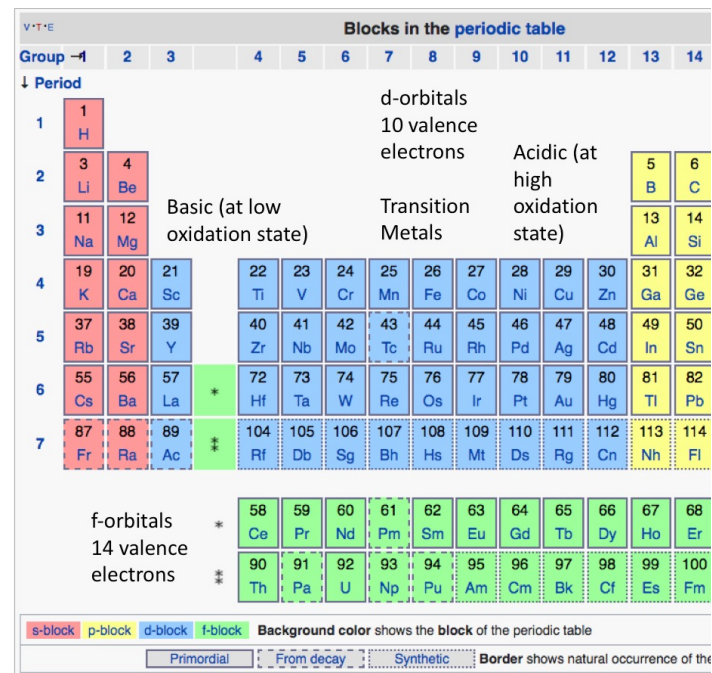 V·T·E
Blocks in the periodic table
Group → 1 2 3 4 5 6 7 8 9 10 11 12 13 14
↓ Period
d-orbitals
10 valence
electrons
1
1
H
Acidic (at
high
oxidation
state)
2
3 4 5 6
Li Be B C
Basic (at low
oxidation state)
Transition
Metals
3
11 12 13 14
Na Mg Al Si
4
19 20 21 22 23 24 25 26 27 28 29 30 31 32
K Ca Sc Ti V Cr Mn Fe Co Ni Cu Zn Ga Ge
5
37 38 39 40 41 42 43 44 45 46 47 48 49 50
Rb Sr Y Zr Nb Mo Tc Ru Rh Pd Ag Cd In Sn
6
55 56 57 72 73 74 75 76 77 78 79 80 81 82
Cs Ba La * Hf Ta W Re Os Ir Pt Au Hg Tl Pb
7
87 88 89 104 105 106 107 108 109 110 111 112 113 114
Fr Ra Ac ** Rf Db Sg Bh Hs Mt Ds Rg Cn Nh Fl
f-orbitals
14 valence
electrons
*
58 59 60 61 62 63 64 65 66 67 68
Ce Pr Nd Pm Sm Eu Gd Tb Dy Ho Er
**
90 91 92 93 94 95 96 97 98 99 100
Th Pa U Np Pu Am Cm Bk Cf Es Fm
s-block p-block d-block f-block Background color shows the block of the periodic table
Primordial From decay Synthetic Border shows natural occurrence of the